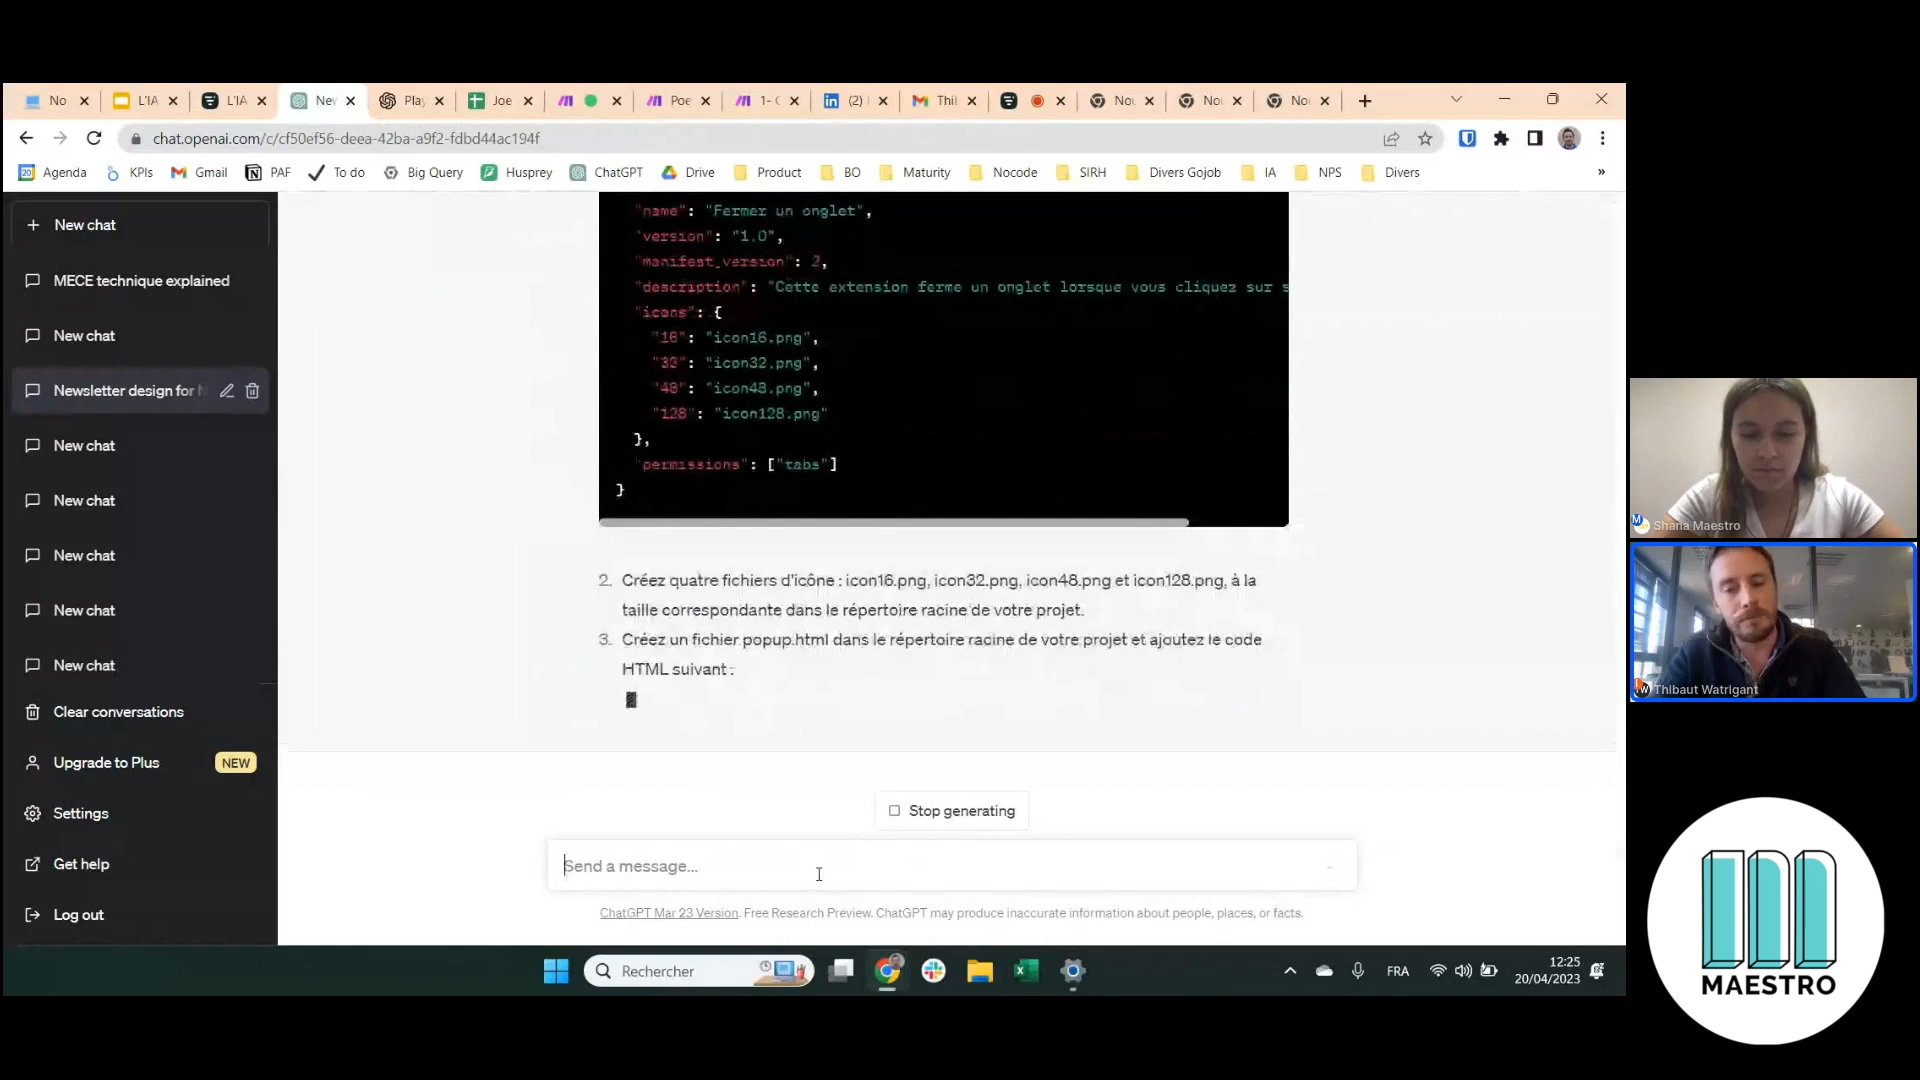 No
L'IA
L'IA
Nev
Play
Joe
Poe
1- C
(2) I
Thil
Nou
Nou
Nou
chat.openai.com/c/cf50ef56-deea-42ba-a9f2-fdbd44ac194f
Agenda
KPIs
Gmail
PAF
To do
Big Query
Husprey
ChatGPT
Drive
Product
BO
Maturity
Nocode
SIRH
Divers Gojob
IA
NPS
Divers
»
New chat
MECE technique explained
New chat
Newsletter design for N
New chat
New chat
New chat
New chat
New chat
Clear conversations
Upgrade to Plus
NEW
Settings
Get help
Log out
"name": "Fermer un onglet",
"version": "1.0",
"manifest_version": 2,
"description": "Cette extension ferme un onglet lorsque vous cliquez sur s
"icons": {
"16": "icon16.png",
"32": "icon32.png",
"48": "icon48.png",
"128": "icon128.png"
},
"permissions": ["tabs"]
}
2. Créez quatre fichiers d'icône : icon16.png, icon32.png, icon48.png et icon128.png, à la
taille correspondante dans le répertoire racine de votre projet.
3. Créez un fichier popup.html dans le répertoire racine de votre projet et ajoutez le code
HTML suivant :
Stop generating
Send a message...
ChatGPT Mar 23 Version. Free Research Preview. ChatGPT may produce inaccurate information about people, places, or facts.
Rechercher
FRA
12:25
20/04/2023
Shana Maestro
Thibaut Watrigant
MAESTRO